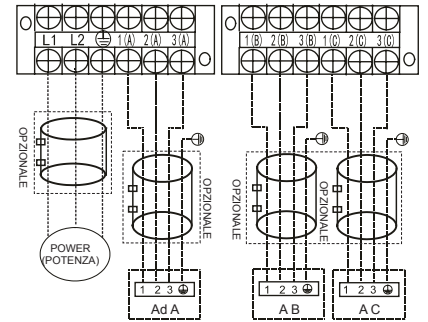 L1 L2 1(A) 2(A) 3(A) 1(B) 2(B) 3(B) 1(C) 2(C) 3(C)
OPZIONALE
OPZIONALE
OPZIONALE
OPZIONALE
POWER
(POTENZA)
1 2 3
Ad A
1 2 3
A B
1 2 3
A C